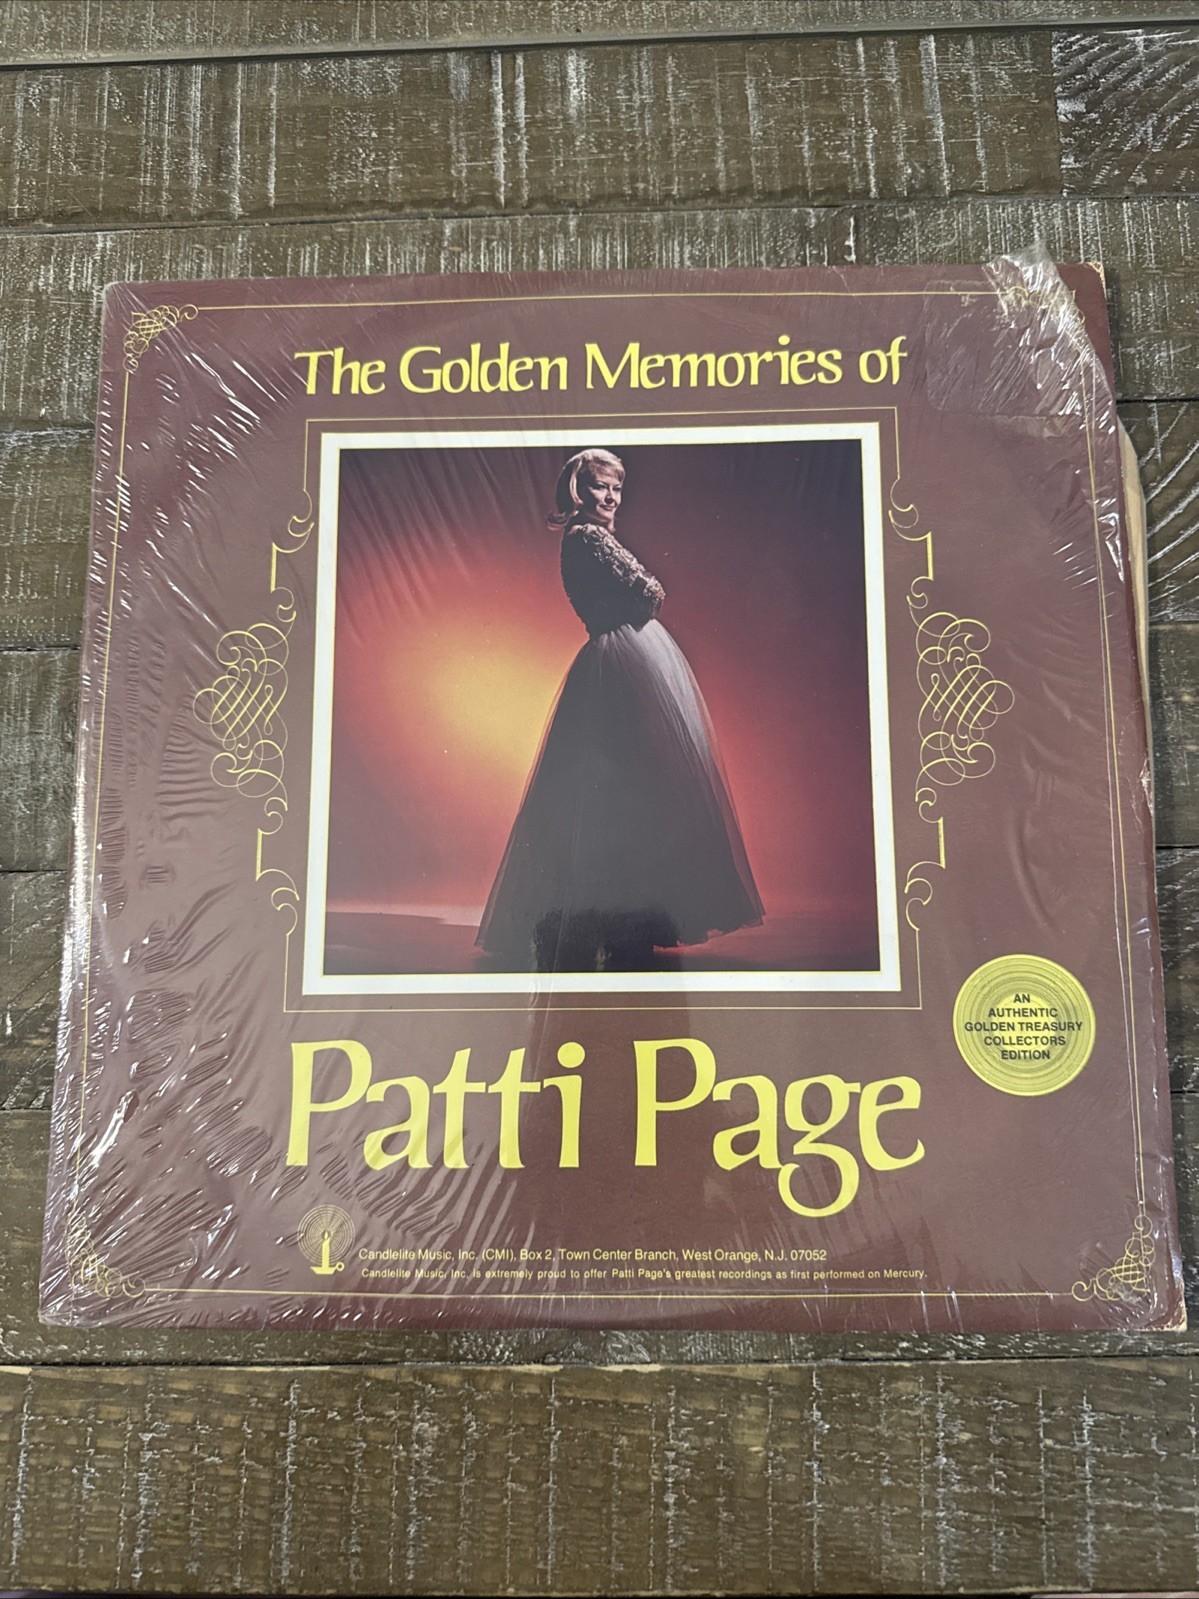 The Golden Memories of
AN
AUTHENTIC
GOLDEN TREASURY
COLLECTORS
EDITION
Patti Page
Candlelite Music, Inc. (CMI), Box 2, Town Center Branch, West Orange, N.J. 07052
Candlelite Music, Inc. is extremely proud to offer Patti Page's greatest recordings as first performed on Mercury.